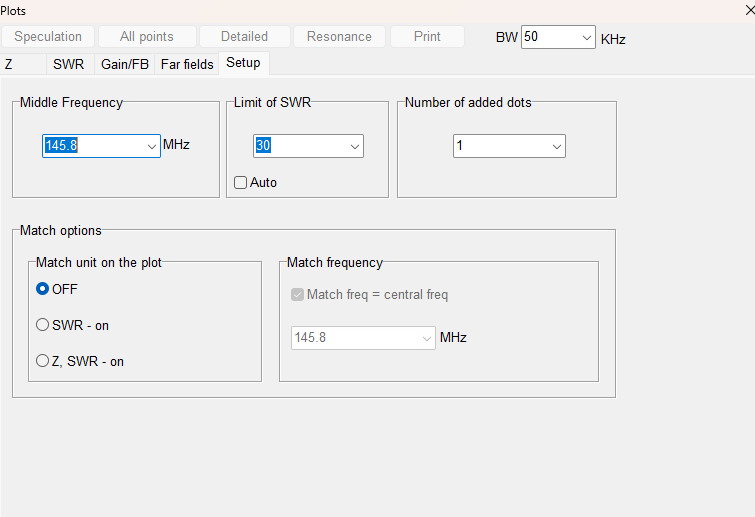 Plots
Speculation All points Detailed Resonance Print BW 50 KHz
Z SWR Gain/FB Far fields Setup
Middle Frequency Limit of SWR Number of added dots
145.8 MHz 30 1
Auto
Match options
Match unit on the plot Match frequency
OFF Match freq = central freq
SWR - on
145.8 MHz
Z, SWR - on